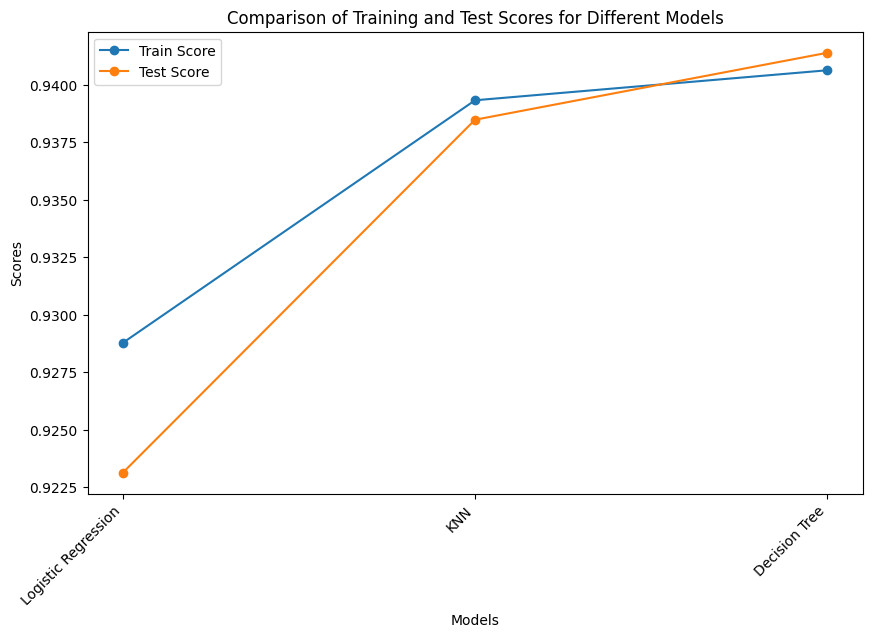 Comparison of Training and Test Scores for Different Models
Train Score
Test Score
0.9400
0.9375
0.9350
0.9325
0.9300
0.9275
0.9250
0.9225
Scores
Logistic Regression
KNN
Decision Tree
Models